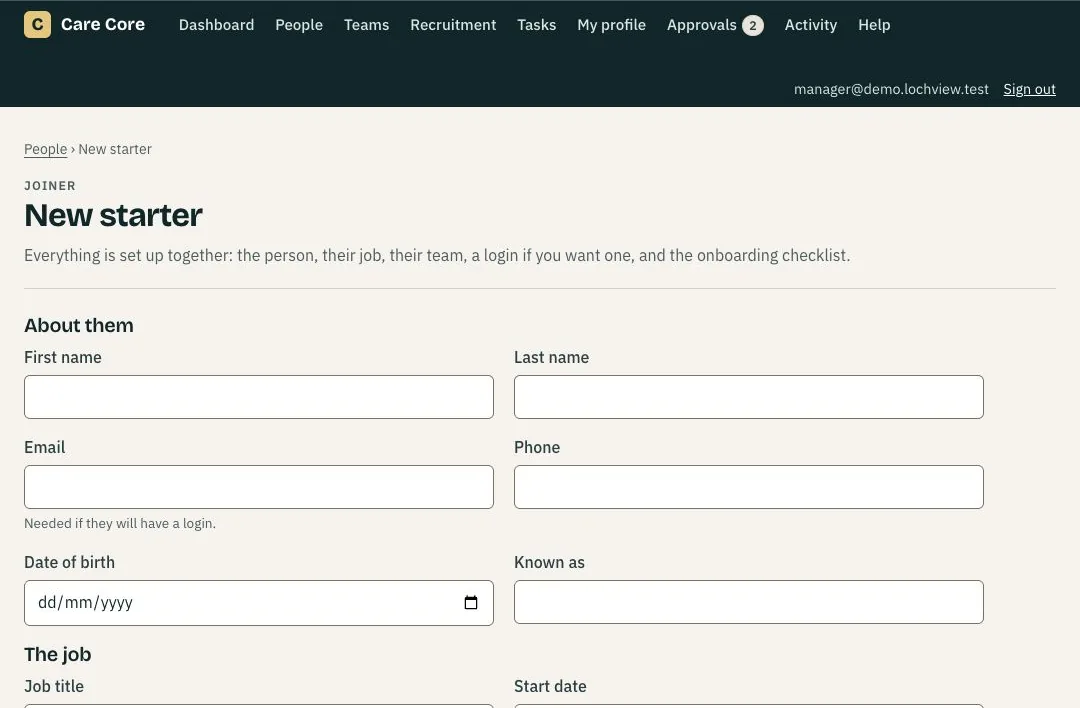 C Care Core Dashboard People Teams Recruitment Tasks My profile Approvals 2 Activity Help
manager@demo.lochview.test Sign out
People › New starter
JOINER
New starter
Everything is set up together: the person, their job, their team, a login if you want one, and the onboarding checklist.
About them
First name Last name
Email Phone
Needed if they will have a login.
Date of birth Known as
dd/mm/yyyy
The job
Job title Start date